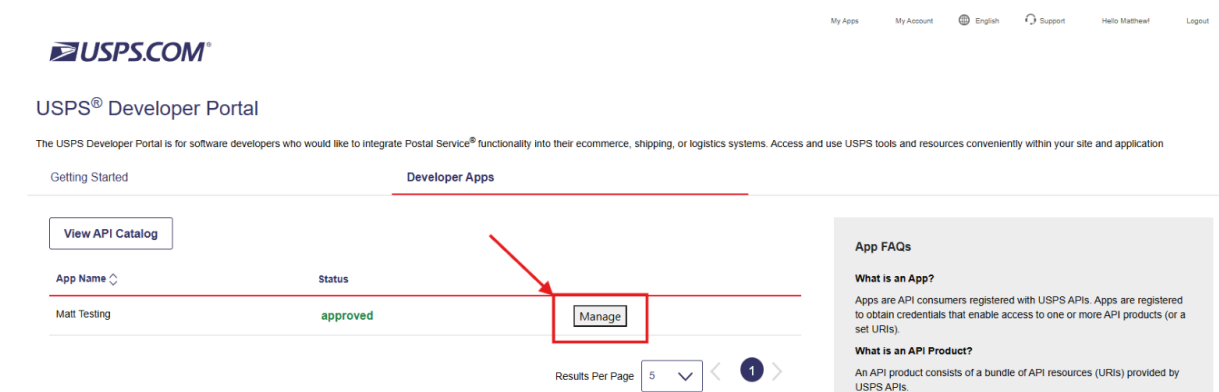 My Apps My Account English Support Hello Matthew! Logout
USPS.COM®
USPS® Developer Portal
The USPS Developer Portal is for software developers who would like to integrate Postal Service® functionality into their ecommerce, shipping, or logistics systems. Access and use USPS tools and resources conveniently within your site and application
Getting Started Developer Apps
View API Catalog
App Name Status
Matt Testing approved Manage
Results Per Page 5 1
App FAQs
What is an App?
Apps are API consumers registered with USPS APIs. Apps are registered
to obtain credentials that enable access to one or more API products (or a
set URIs).
What is an API Product?
An API product consists of a bundle of API resources (URIs) provided by
USPS APIs.